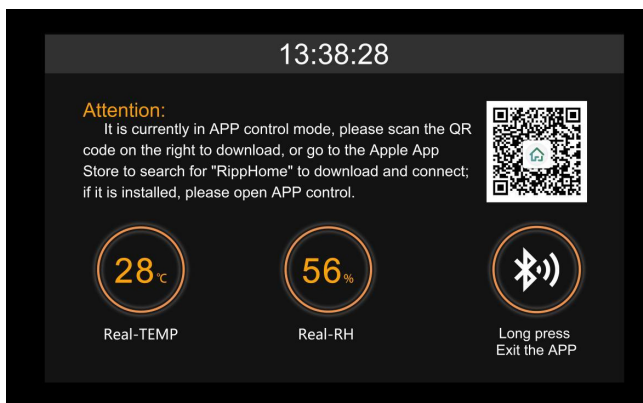 13:38:28
Attention:
It is currently in APP control mode, please scan the QR
code on the right to download, or go to the Apple App
Store to search for "RippHome" to download and connect;
if it is installed, please open APP control.
28℃
56%
Real-TEMP
Real-RH
Long press
Exit the APP